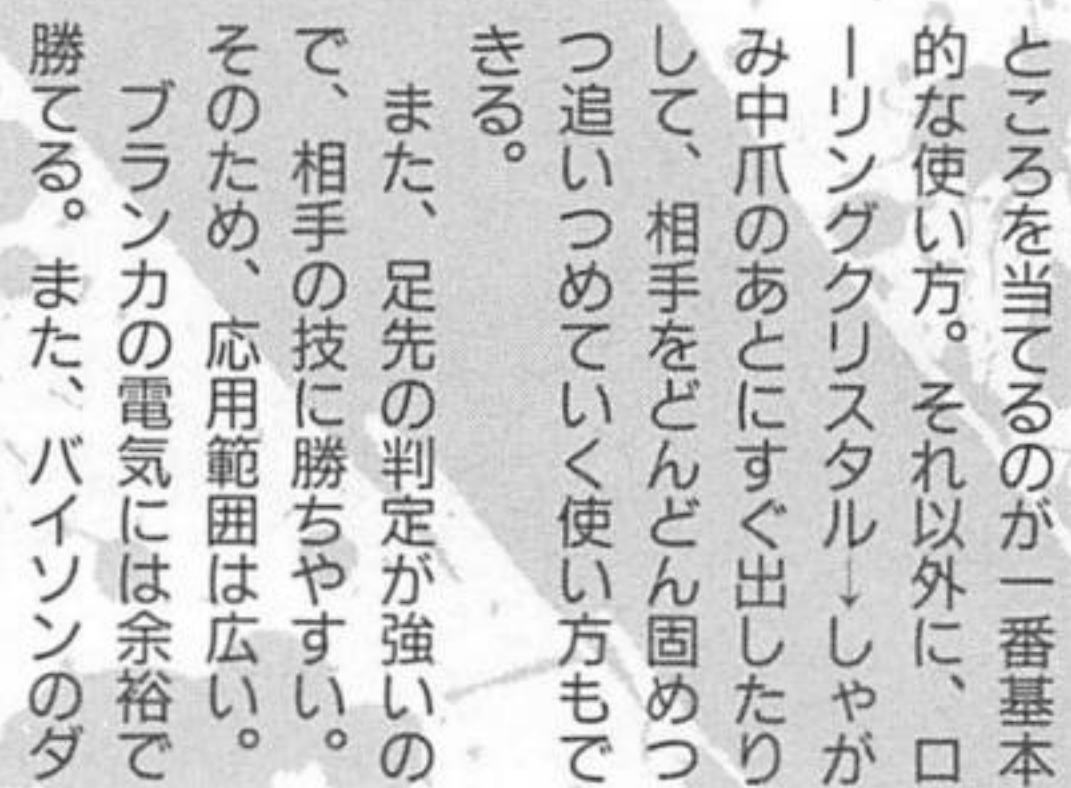 ところを当てるのが一番基本
的な使い方。それ以外に、ロ
ーリングクリスタル→しゃが
み中爪のあとにすぐ出したり
して、相手をどんどん固めつ
つ追いつめていく使い方もで
きる。
また、足先の判定が強いの
で、相手の技に勝ちやすい。
そのため、応用範囲は広い。
ブランカの電気には余裕で
勝てる。また、バイソンのダ